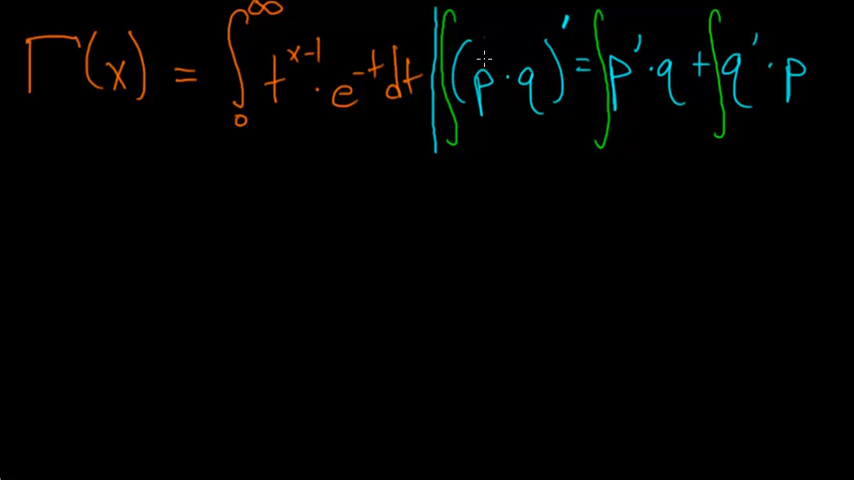 Γ(x) = ∫₀^∞ t^(x-1) · e^(-t) dt | ∫(p · q)' = ∫p' · q + ∫q' · p